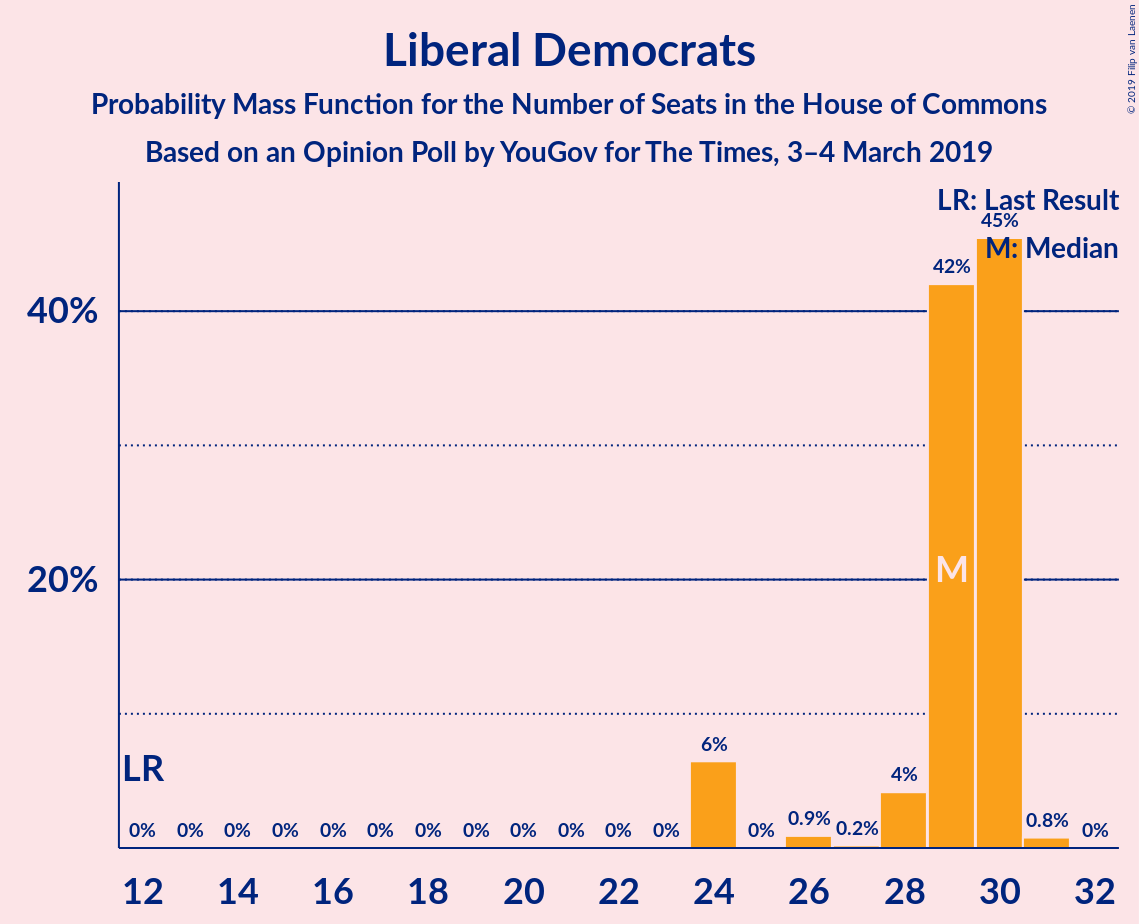 Liberal Democrats
Probability Mass Function for the Number of Seats in the House of Commons
Based on an Opinion Poll by YouGov for The Times, 3–4 March 2019
© 2019 Filip van Laenen
LR: Last Result
M: Median
45%
42%
40%
20%
M
LR
0% 0% 0% 0% 0% 0% 0% 0% 0% 0% 0% 0% 6% 0% 0.9% 0.2% 4% 0.8% 0%
12 14 16 18 20 22 24 26 28 30 32